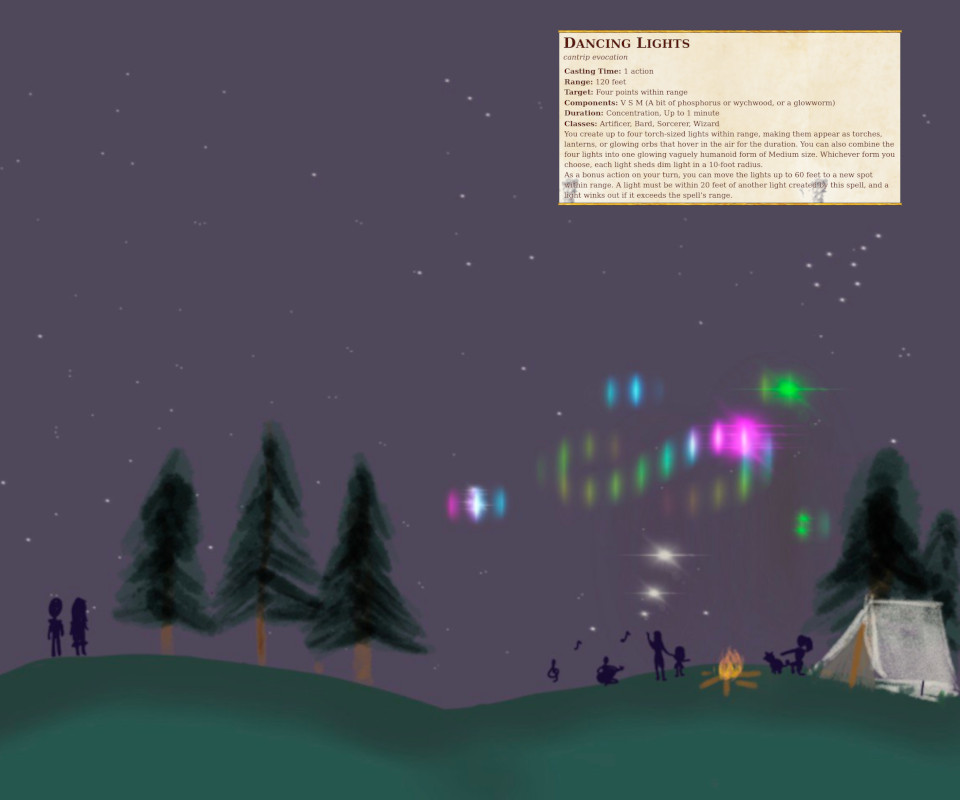 DANCING LIGHTS
cantrip evocation
Casting Time: 1 action
Range: 120 feet
Target: Four points within range
Components: V S M (A bit of phosphorus or wychwood, or a glowworm)
Duration: Concentration, Up to 1 minute
Classes: Artificer, Bard, Sorcerer, Wizard
You create up to four torch-sized lights within range, making them appear as torches,
lanterns, or glowing orbs that hover in the air for the duration. You can also combine the
four lights into one glowing vaguely humanoid form of Medium size. Whichever form you
choose, each light sheds dim light in a 10-foot radius.
As a bonus action on your turn, you can move the lights up to 60 feet to a new spot
within range. A light must be within 20 feet of another light created by this spell, and a
light winks out if it exceeds the spell's range.